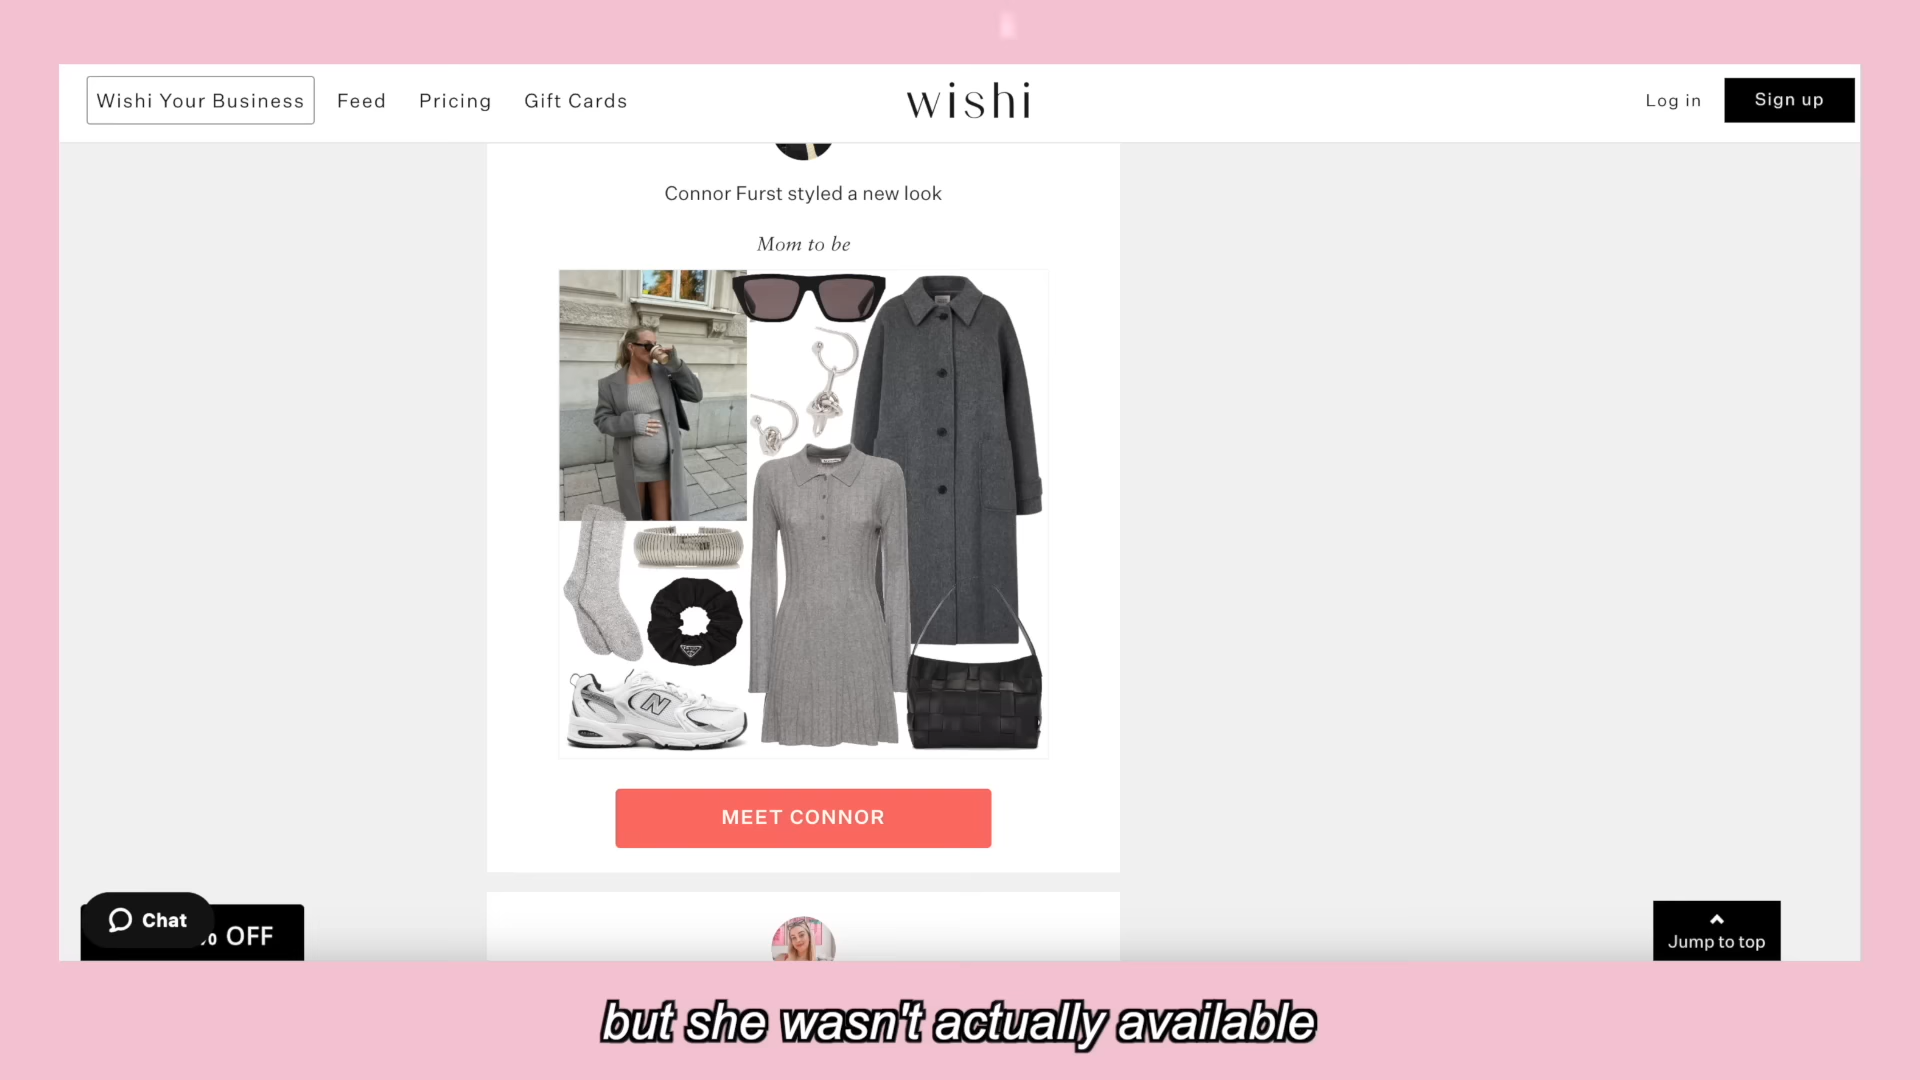 Wishi Your Business
Feed
Pricing
Gift Cards
wishi
Log in
Sign up
Connor Furst styled a new look
Mom to be
N
MEET CONNOR
Chat
OFF
Jump to top
but she wasn't actually available